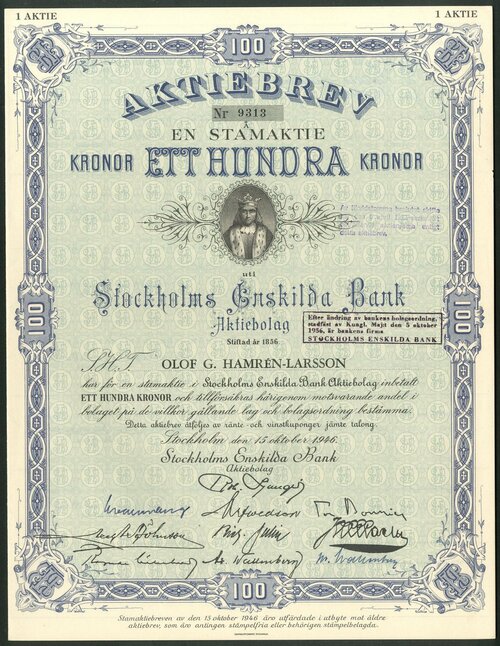 1 AKTIE 1 AKTIE
100
AKTIEBREV
Nr 9313
Å
EN STAMAKTIE
KRONOR ETT HUNDRA KRONOR
uti
Stockholms Enskilda Bank
Aktiebolag
Stiftad år 1856
Efter ändring av bankens bolagsordning,
stadfäst av Kungl. Majt den 5 oktober
1956, är bankens firma
STOCKHOLMS ENSKILDA BANK
100
100
S.H.T OLOF G. HAMRÉN-LARSSON
har för en stamaktie i Stockholms Enskilda Bank Aktiebolag inbetalt
ETT HUNDRA KRONOR och tillförsäkras härigenom motsvarande andel i
bolaget på de villkor gällande lag och bolagsordning bestämma.
Detta aktiebrev åtföljes av ränte- och vinstkuponger jämte talong.
Stockholm den 15 oktober 1946.
Stockholms Enskilda Bank
Aktiebolag
100
Stamaktiebreven av den 15 oktober 1946 äro utfärdade i utbyte mot äldre
aktiebrev, som äro antingen stämpelfria eller behörigen stämpelbelagda.